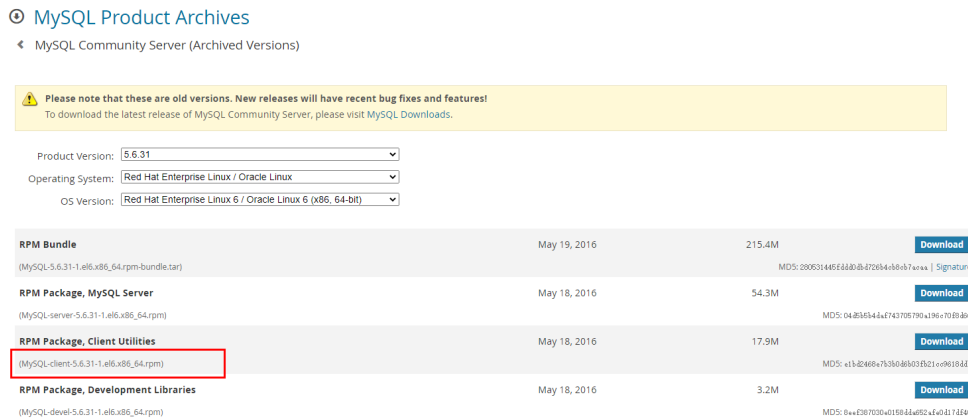 MySQL Product Archives
MySQL Community Server (Archived Versions)
Please note that these are old versions. New releases will have recent bug fixes and features!
To download the latest release of MySQL Community Server, please visit MySQL Downloads.
Product Version: 5.6.31
Operating System: Red Hat Enterprise Linux / Oracle Linux
OS Version: Red Hat Enterprise Linux 6 / Oracle Linux 6 (x86, 64-bit)
RPM Bundle May 19, 2016 215.4M Download
(MySQL-5.6.31-1.el6.x86_64.rpm-bundle.tar) MD5: | Signature
RPM Package, MySQL Server May 18, 2016 54.3M Download
(MySQL-server-5.6.31-1.el6.x86_64.rpm) MD5:
RPM Package, Client Utilities May 18, 2016 17.9M Download
(MySQL-client-5.6.31-1.el6.x86_64.rpm) MD5:
RPM Package, Development Libraries May 18, 2016 3.2M Download
(MySQL-devel-5.6.31-1.el6.x86_64.rpm) MD5: